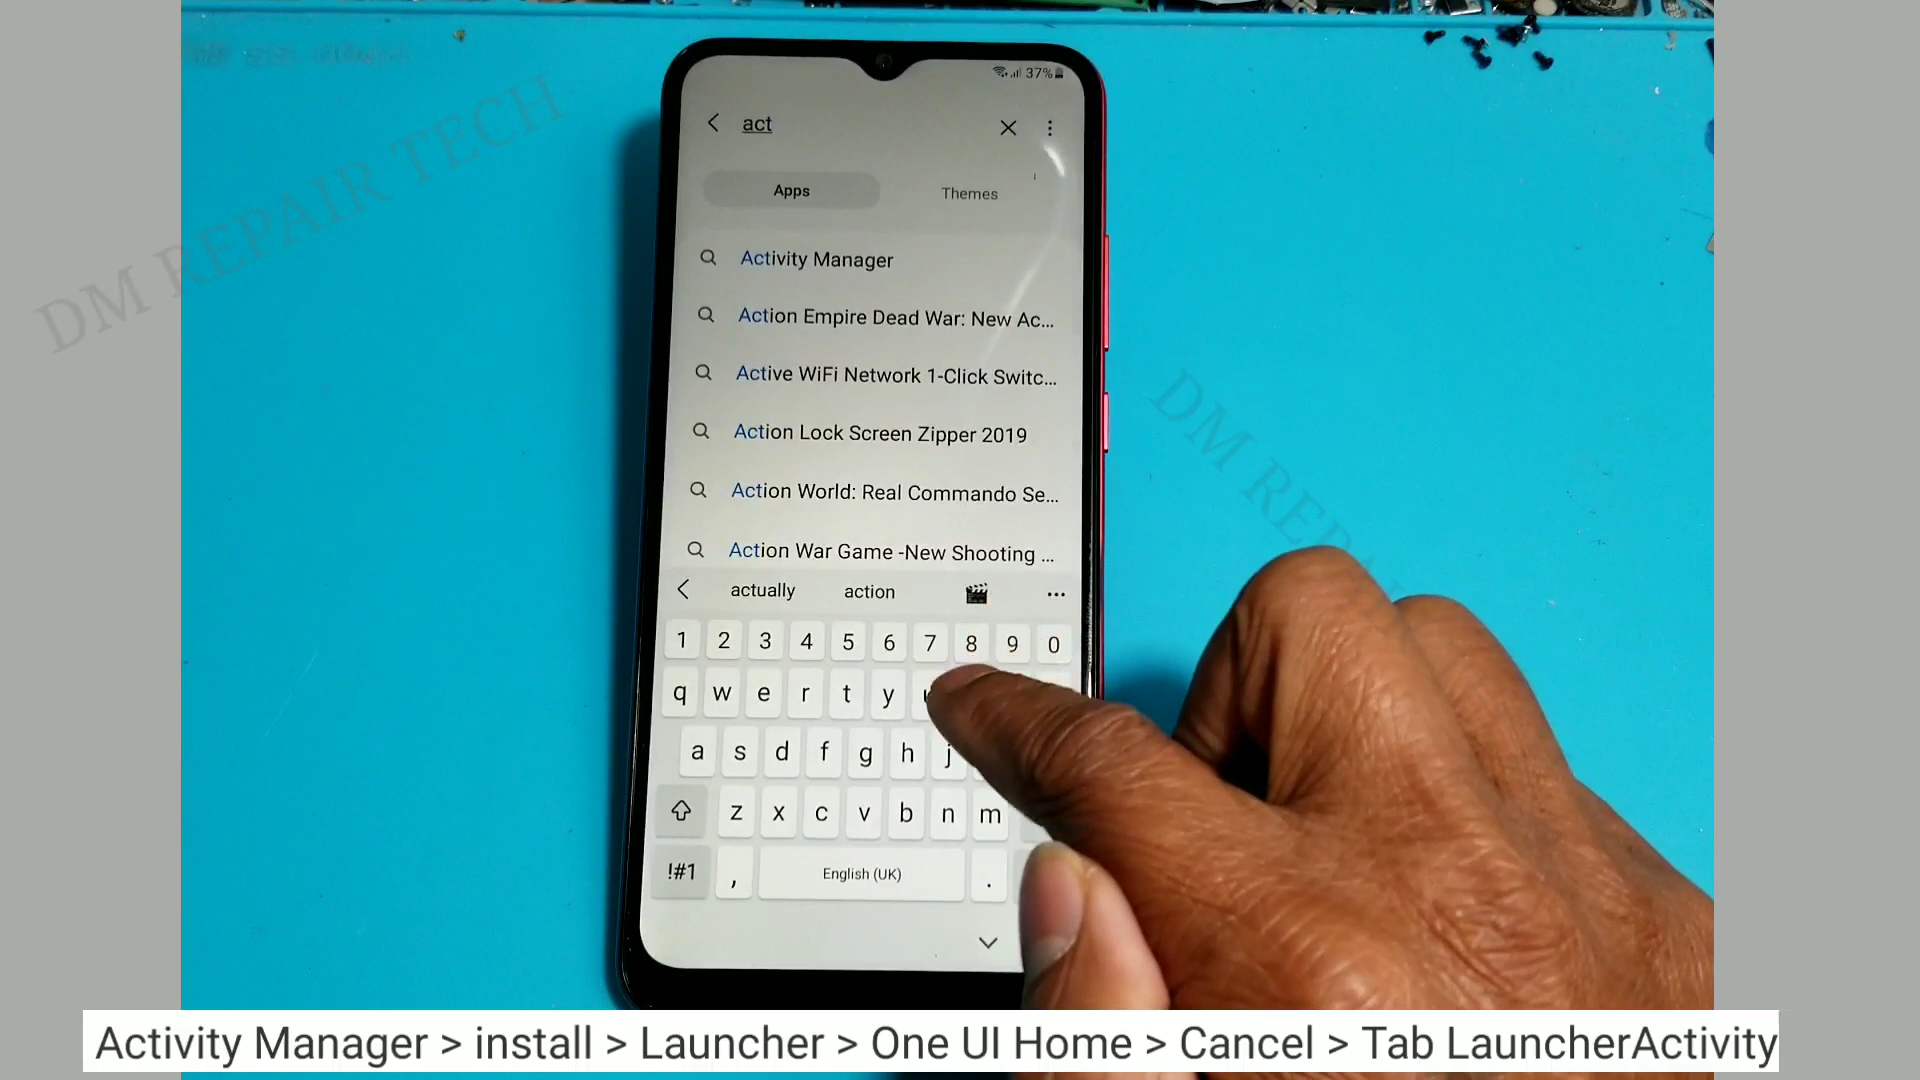 37%
act
Apps
Themes
Activity Manager
Action Empire Dead War: New Ac...
Active WiFi Network 1-Click Switc...
Action Lock Screen Zipper 2019
Action World: Real Commando Se...
Action War Game -New Shooting ...
actually action
1 2 3 4 5 6 7 8 9 0
q w e r t y
a s d f g h j
z x c v b n m
!#1 , English (UK) .
DM REPAIR TECH
DM REPA
Activity Manager > install > Launcher > One UI Home > Cancel > Tab LauncherActivity